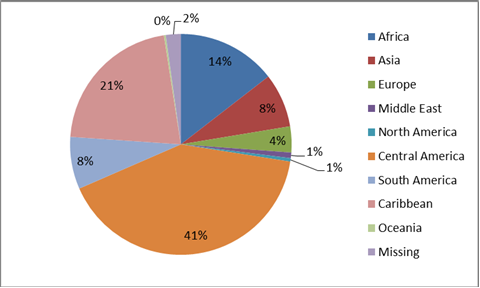 0%
2%
14%
8%
4%
1%
1%
41%
8%
21%
Africa
Asia
Europe
Middle East
North America
Central America
South America
Caribbean
Oceania
Missing